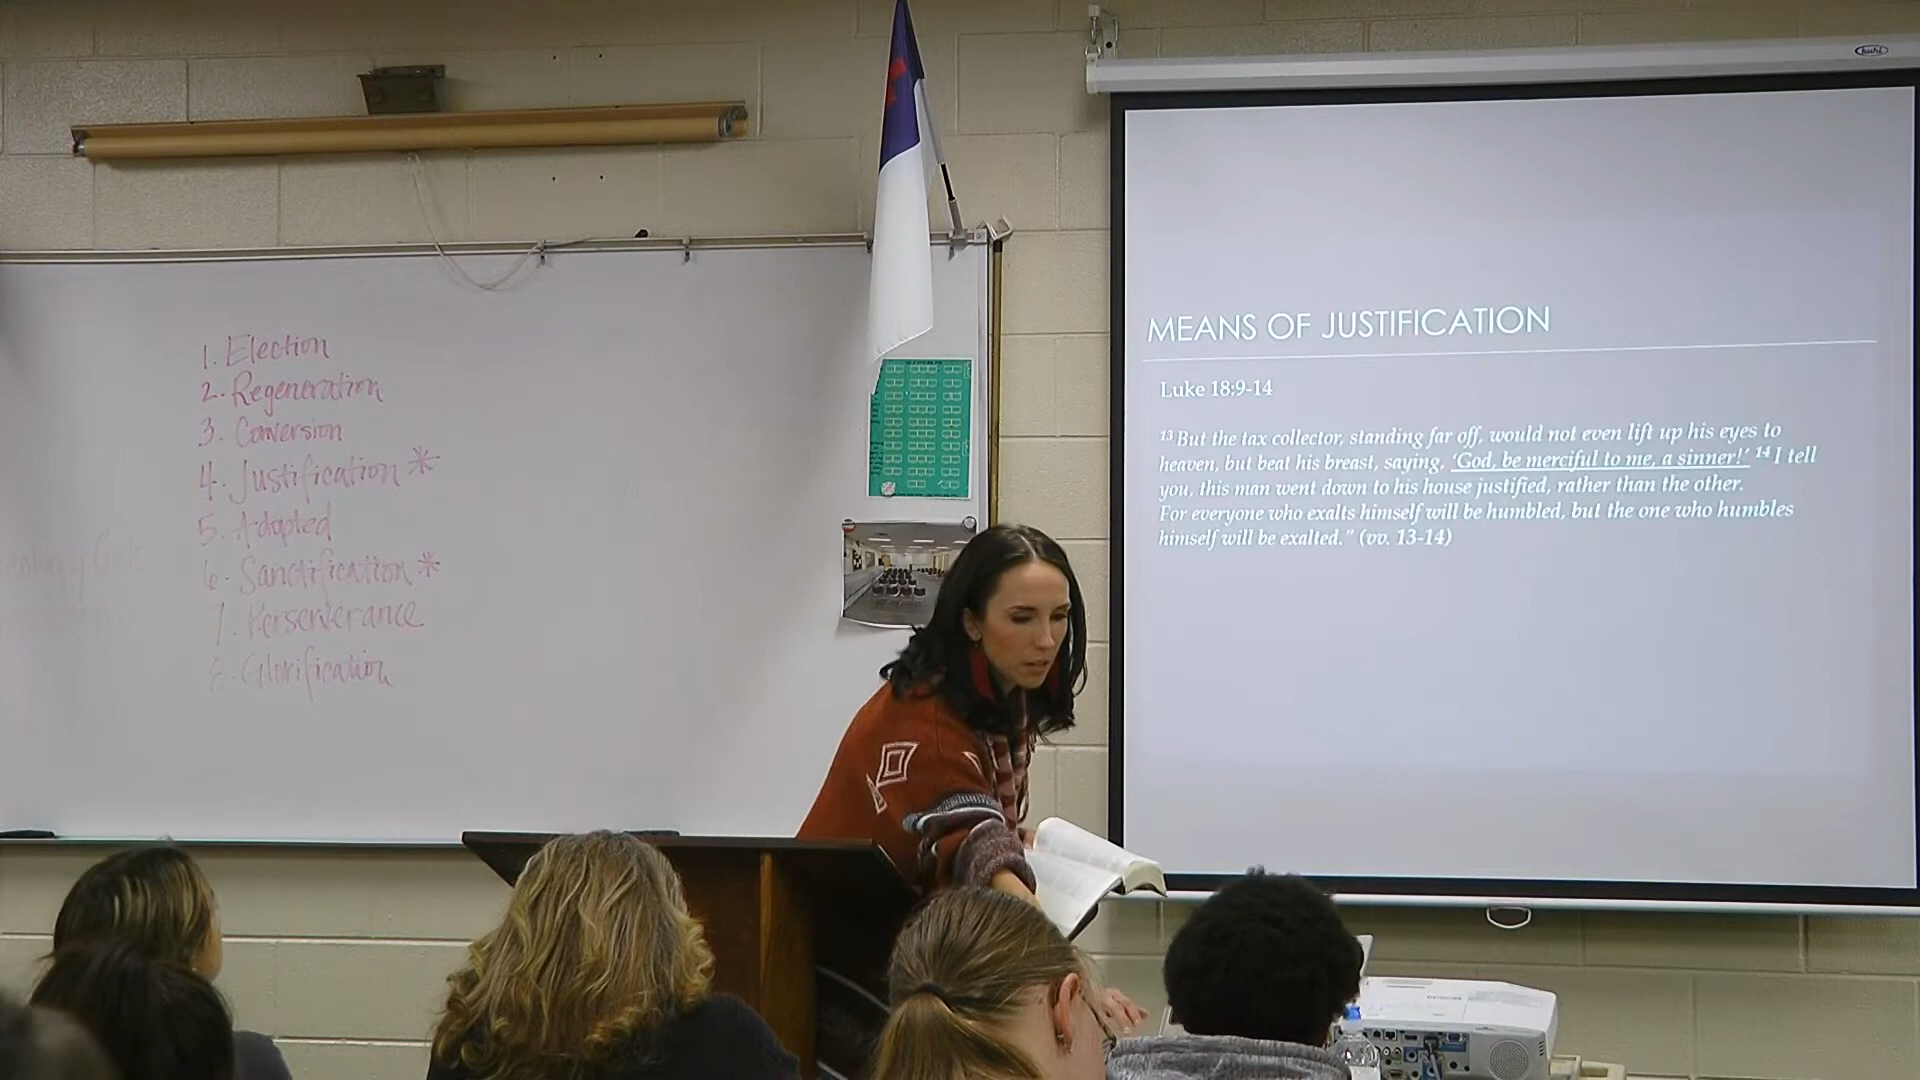 1. Election
2. Regeneration
3. Conversion
4. Justification *
5. Adopted
6. Sanctification *
7. Perserverance
8. Glorification
MEANS OF JUSTIFICATION
Luke 18:9-14
13 But the tax collector, standing far off, would not even lift up his eyes to
heaven, but beat his breast, saying, ‘God, be merciful to me, a sinner!’ 14 I tell
you, this man went down to his house justified, rather than the other.
For everyone who exalts himself will be humbled, but the one who humbles
himself will be exalted.” (vv. 13-14)